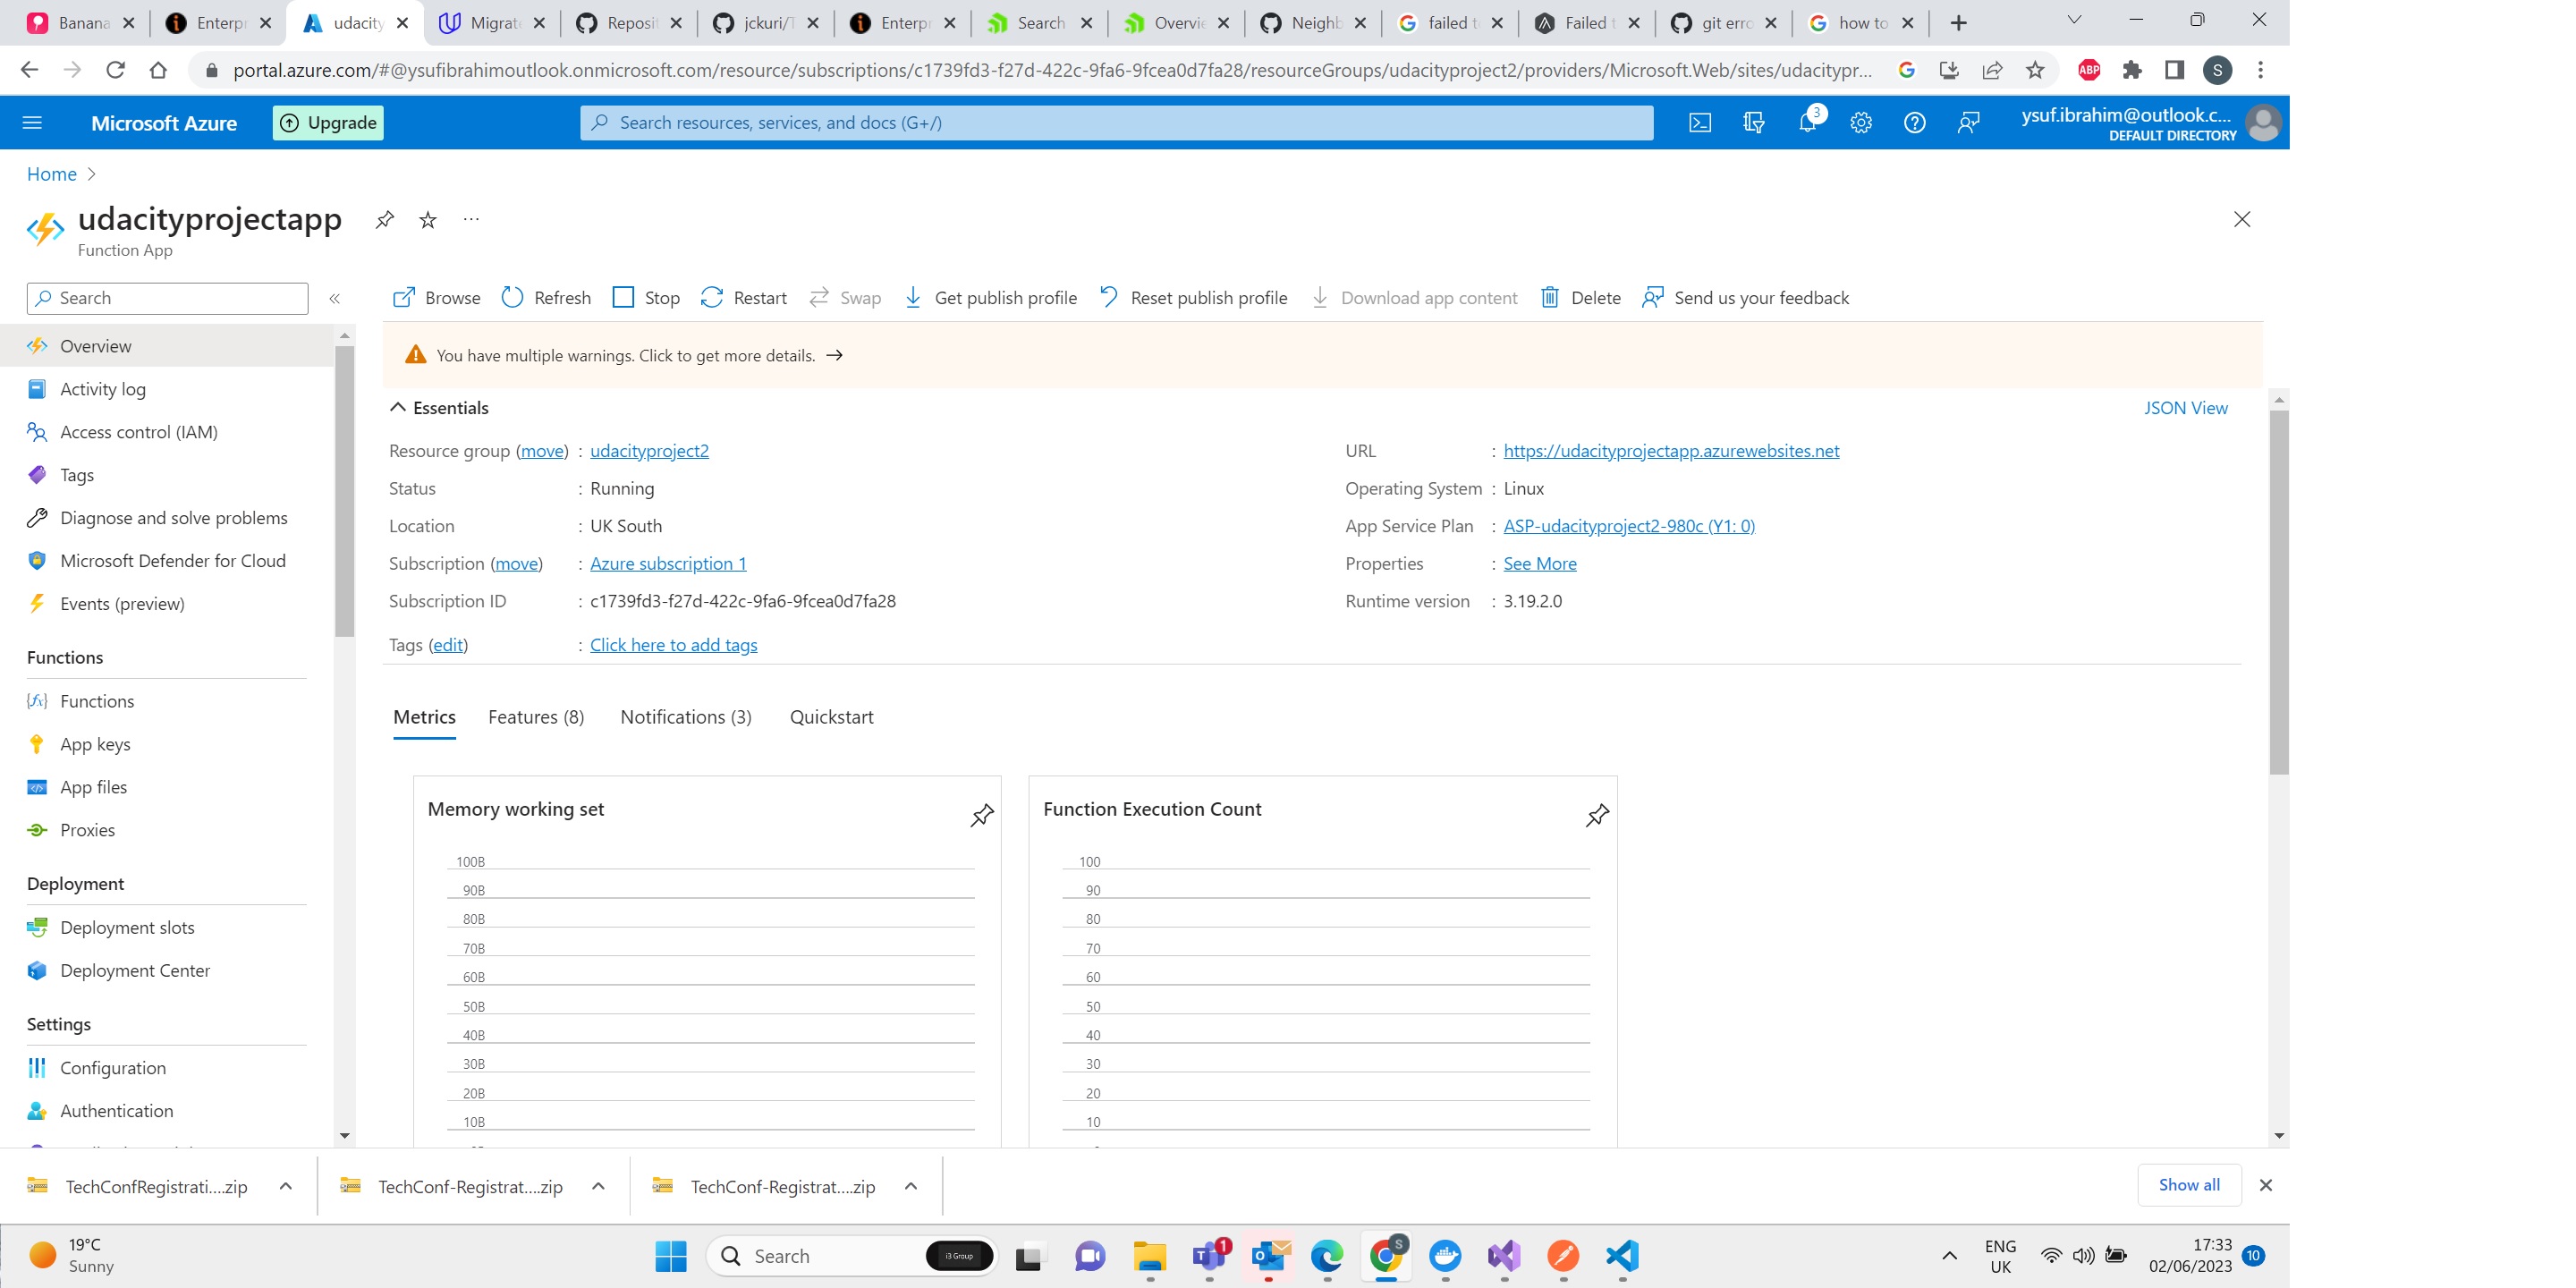 Banana
Enterpr
udacity
Migrate
Reposit
jckuri/T
Enterpr
Search
Overvie
Neighb
failed t
Failed t
git erro
how to
portal.azure.com/#@ysufibrahimoutlook.onmicrosoft.com/resource/subscriptions/c1739fd3-f27d-422c-9fa6-9fcea0d7fa28/resourceGroups/udacityproject2/providers/Microsoft.Web/sites/udacitypr...
ABP
S
Microsoft Azure
Upgrade
Search resources, services, and docs (G+/)
3
ysuf.ibrahim@outlook.c...
DEFAULT DIRECTORY
Home
udacityprojectapp
Function App
Search
Browse
Refresh
Stop
Restart
Swap
Get publish profile
Reset publish profile
Download app content
Delete
Send us your feedback
Overview
Activity log
Access control (IAM)
Tags
Diagnose and solve problems
Microsoft Defender for Cloud
Events (preview)
Functions
Functions
App keys
App files
Proxies
Deployment
Deployment slots
Deployment Center
Settings
Configuration
Authentication
You have multiple warnings. Click to get more details.
Essentials
JSON View
Resource group (move) : udacityproject2
Status : Running
Location : UK South
Subscription (move) : Azure subscription 1
Subscription ID : c1739fd3-f27d-422c-9fa6-9fcea0d7fa28
Tags (edit) : Click here to add tags
URL : https://udacityprojectapp.azurewebsites.net
Operating System : Linux
App Service Plan : ASP-udacityproject2-980c (Y1: 0)
Properties : See More
Runtime version : 3.19.2.0
Metrics
Features (8)
Notifications (3)
Quickstart
Memory working set
100B
90B
80B
70B
60B
50B
40B
30B
20B
10B
Function Execution Count
100
90
80
70
60
50
40
30
20
10
TechConfRegistrati....zip
TechConf-Registrat....zip
TechConf-Registrat....zip
Show all
19°C
Sunny
Search
i3 Group
1
S
ENG
UK
17:33
02/06/2023
10